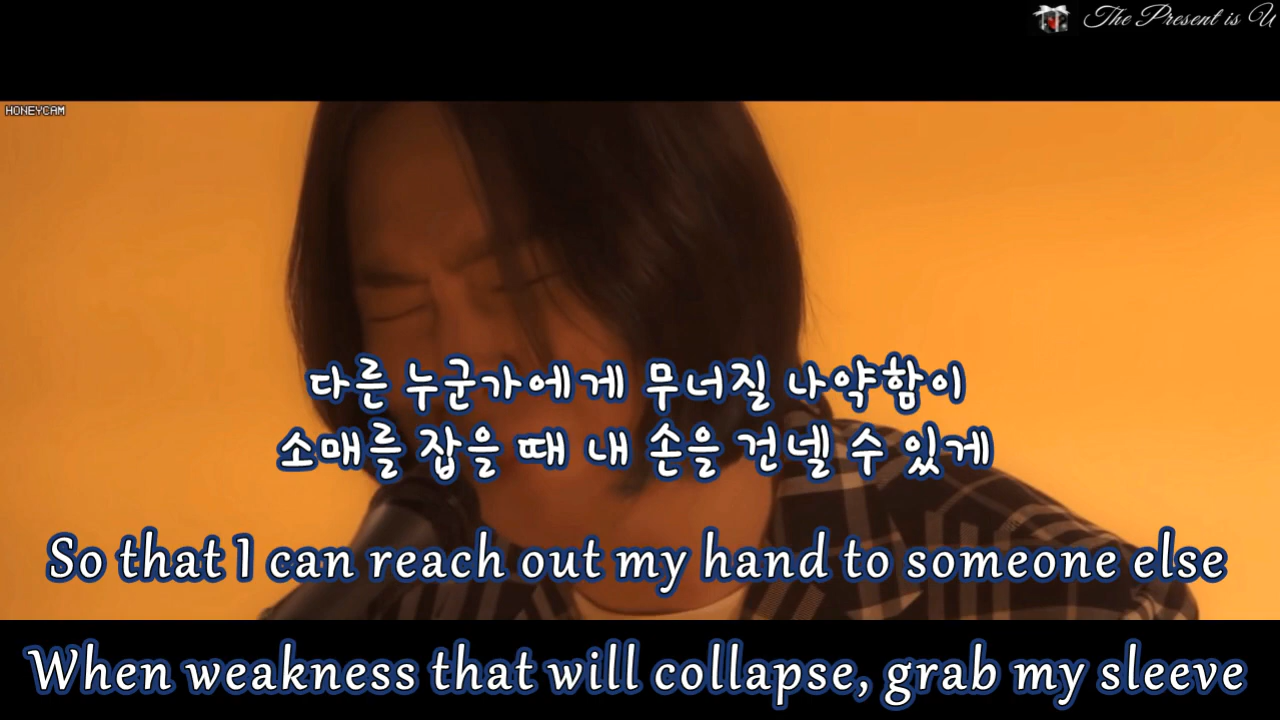 The Present is U
HONEYCAM
다른 누군가에게 무너질 나약함이
소매를 잡을 때 내 손을 건넬 수 있게
So that I can reach out my hand to someone else
When weakness that will collapse, grab my sleeve